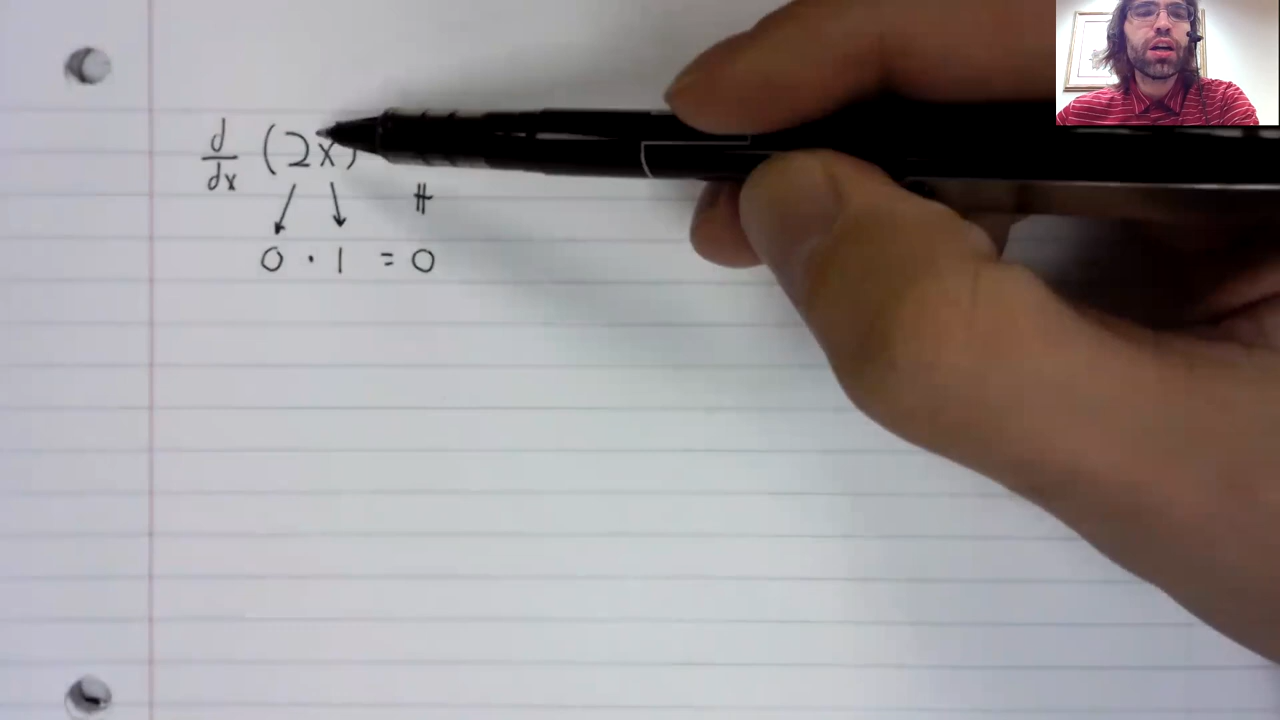 d/dx (2x)
0 · 1 = 0